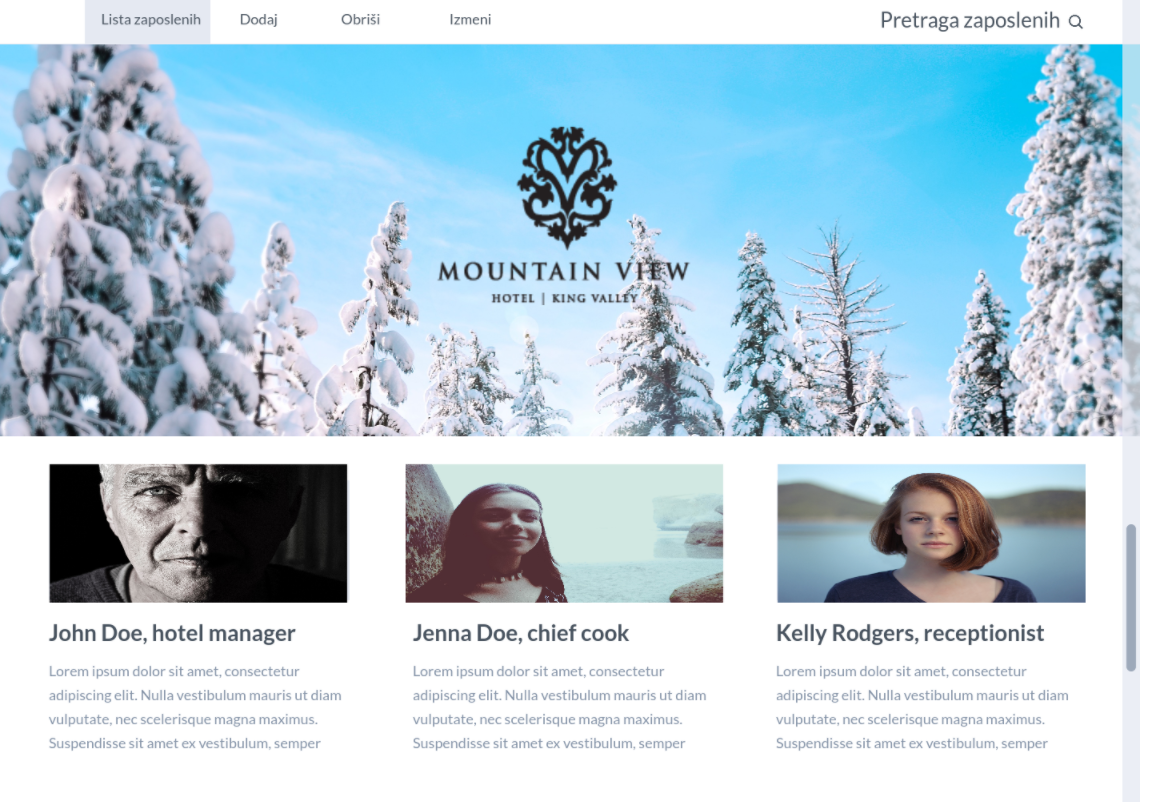 Lista zaposlenih Dodaj Obriši Izmeni Pretraga zaposlenih
MOUNTAIN VIEW
HOTEL | KING VALLEY
John Doe, hotel manager
Lorem ipsum dolor sit amet, consectetur
adipiscing elit. Nulla vestibulum mauris ut diam
vulputate, nec scelerisque magna maximus.
Suspendisse sit amet ex vestibulum, semper
Jenna Doe, chief cook
Lorem ipsum dolor sit amet, consectetur
adipiscing elit. Nulla vestibulum mauris ut diam
vulputate, nec scelerisque magna maximus.
Suspendisse sit amet ex vestibulum, semper
Kelly Rodgers, receptionist
Lorem ipsum dolor sit amet, consectetur
adipiscing elit. Nulla vestibulum mauris ut diam
vulputate, nec scelerisque magna maximus.
Suspendisse sit amet ex vestibulum, semper